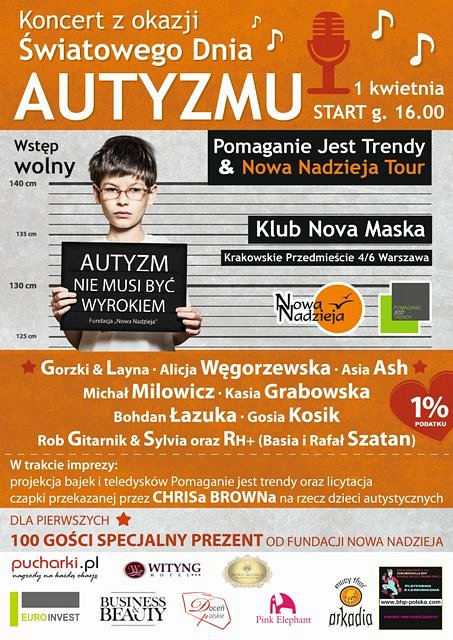 Koncert z okazji
Światowego Dnia
AUTYZMU
1 kwietnia
START g. 16.00
Wstęp
wolny
Pomaganie Jest Trendy
& Nowa Nadzieja Tour
140 cm
135 cm
130 cm
125 cm
Klub Nova Maska
Krakowskie Przedmieście 4/6 Warszawa
AUTYZM
NIE MUSI BYĆ
WYROKIEM
Fundacja „Nowa Nadzieja"
Nowa
Nadzieja
POMAGANIE
JEST
TRENDY
Gorzki & Layna · Alicja Węgorzewska · Asia Ash
Michał Milowicz · Kasia Grabowska
Bohdan Łazuka · Gosia Kosik
Rob Gitarnik & Sylvia oraz RH+ (Basia i Rafał Szatan)
1%
PODATKU
W trakcie imprezy:
projekcja bajek i teledysków Pomaganie jest trendy oraz licytacja
czapki przekazanej przez CHRISa BROWNa na rzecz dzieci autystycznych
DLA PIERWSZYCH
100 GOŚCI SPECJALNY PREZENT OD FUNDACJI NOWA NADZIEJA
pucharki.pl
nagrody na każdą okazję
WITYNG
HOTEL
EUROINVEST
BUSINESS
& BEAUTY
Doceń
polskie
Pink Elephant
muay thai
arkadia
PLATFORMA
E-LEARNINGOWA
www.bhp-polska.com